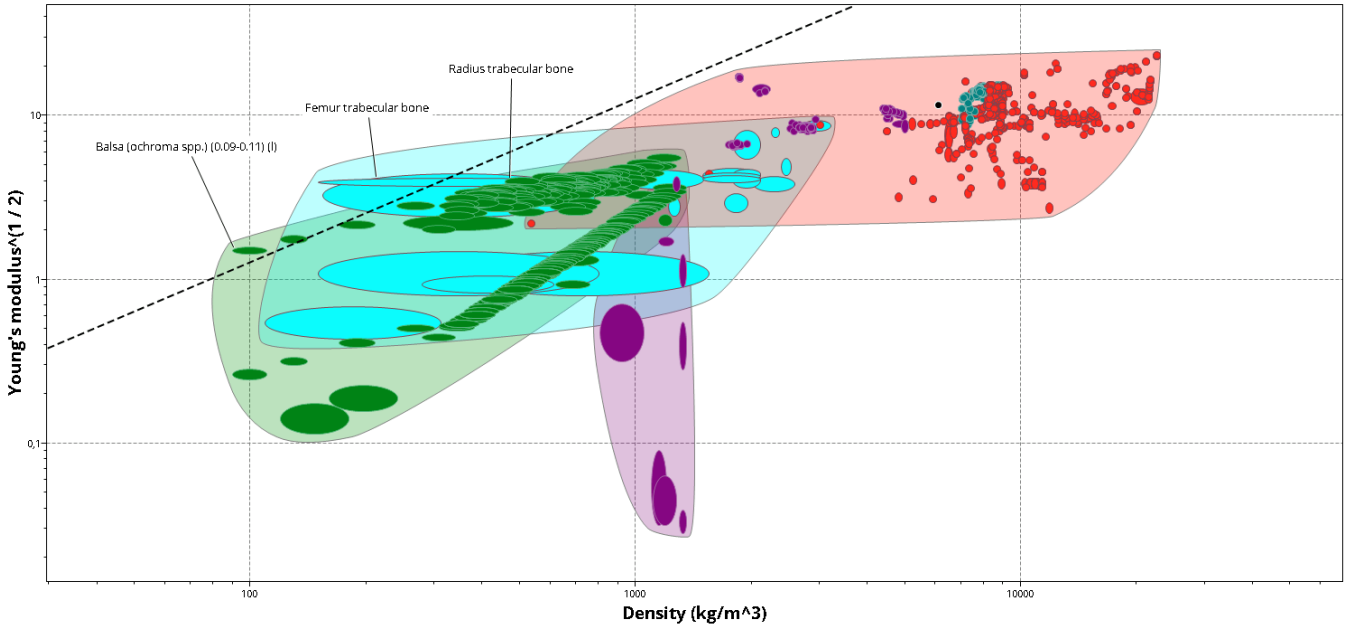 Radius trabecular bone
Femur trabecular bone
Balsa (ochroma spp.) (0.09-0.11) (l)
Young's modulus^(1 / 2)
10
1
0,1
100
1000
10000
Density (kg/m^3)